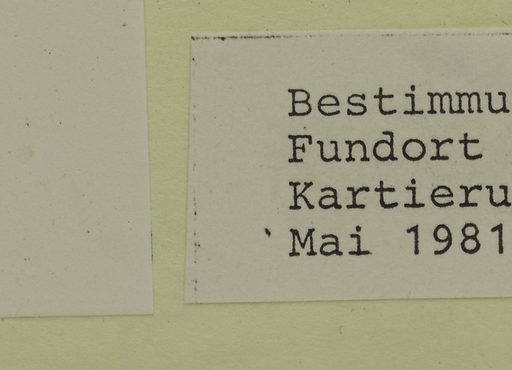 Bestimmu
Fundort
Kartieru
Mai 1981